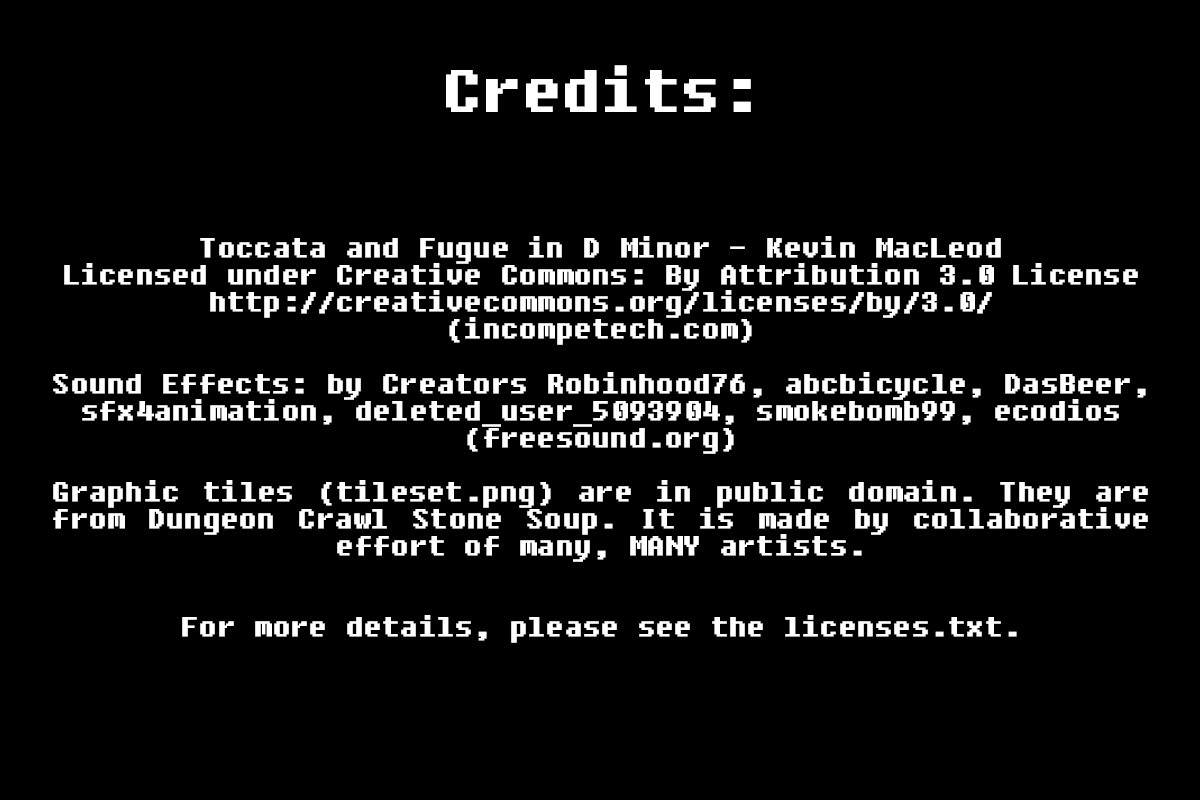 Credits:
Toccata and Fugue in D Minor - Kevin MacLeod
Licensed under Creative Commons: By Attribution 3.0 License
http://creativecommons.org/licenses/by/3.0/
(incompetech.com)
Sound Effects: by Creators Robinhood76, abcbicycle, DasBeer,
sfx4animation, deleted_user_5093904, smokebomb99, ecodios
(freesound.org)
Graphic tiles (tileset.png) are in public domain. They are
from Dungeon Crawl Stone Soup. It is made by collaborative
effort of many, MANY artists.
For more details, please see the licenses.txt.